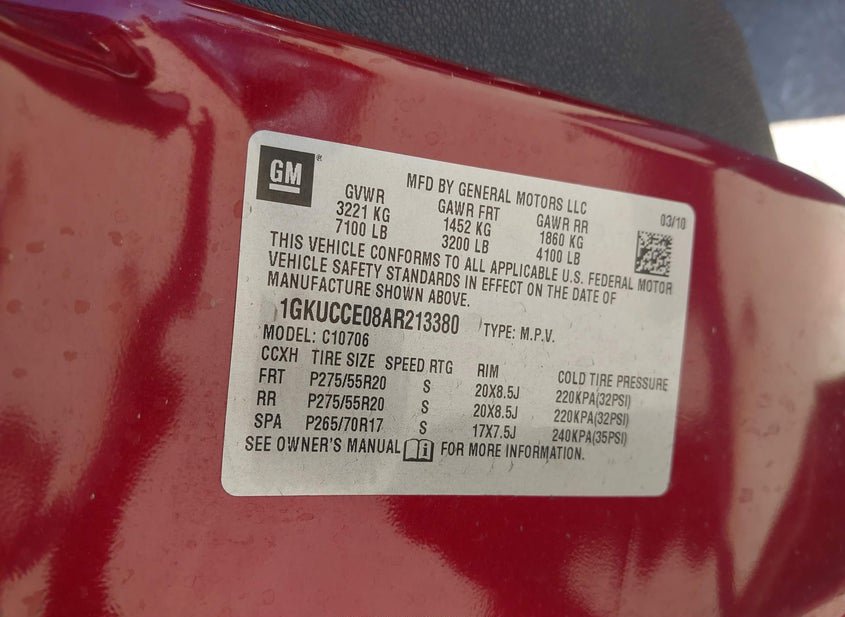 GM ®
MFD BY GENERAL MOTORS LLC 03/10
GVWR GAWR FRT GAWR RR
3221 KG 1452 KG 1860 KG
7100 LB 3200 LB 4100 LB
THIS VEHICLE CONFORMS TO ALL APPLICABLE U.S. FEDERAL MOTOR
VEHICLE SAFETY STANDARDS IN EFFECT ON THE DATE OF
MANUFACTURE SHOWN ABOVE.
1GKUCCE08AR213380 TYPE: M.P.V.
MODEL: C10706
CCXH TIRE SIZE SPEED RTG RIM COLD TIRE PRESSURE
FRT P275/55R20 S 20X8.5J 220KPA(32PSI)
RR P275/55R20 S 20X8.5J 220KPA(32PSI)
SPA P265/70R17 S 17X7.5J 240KPA(35PSI)
SEE OWNER'S MANUAL FOR MORE INFORMATION.